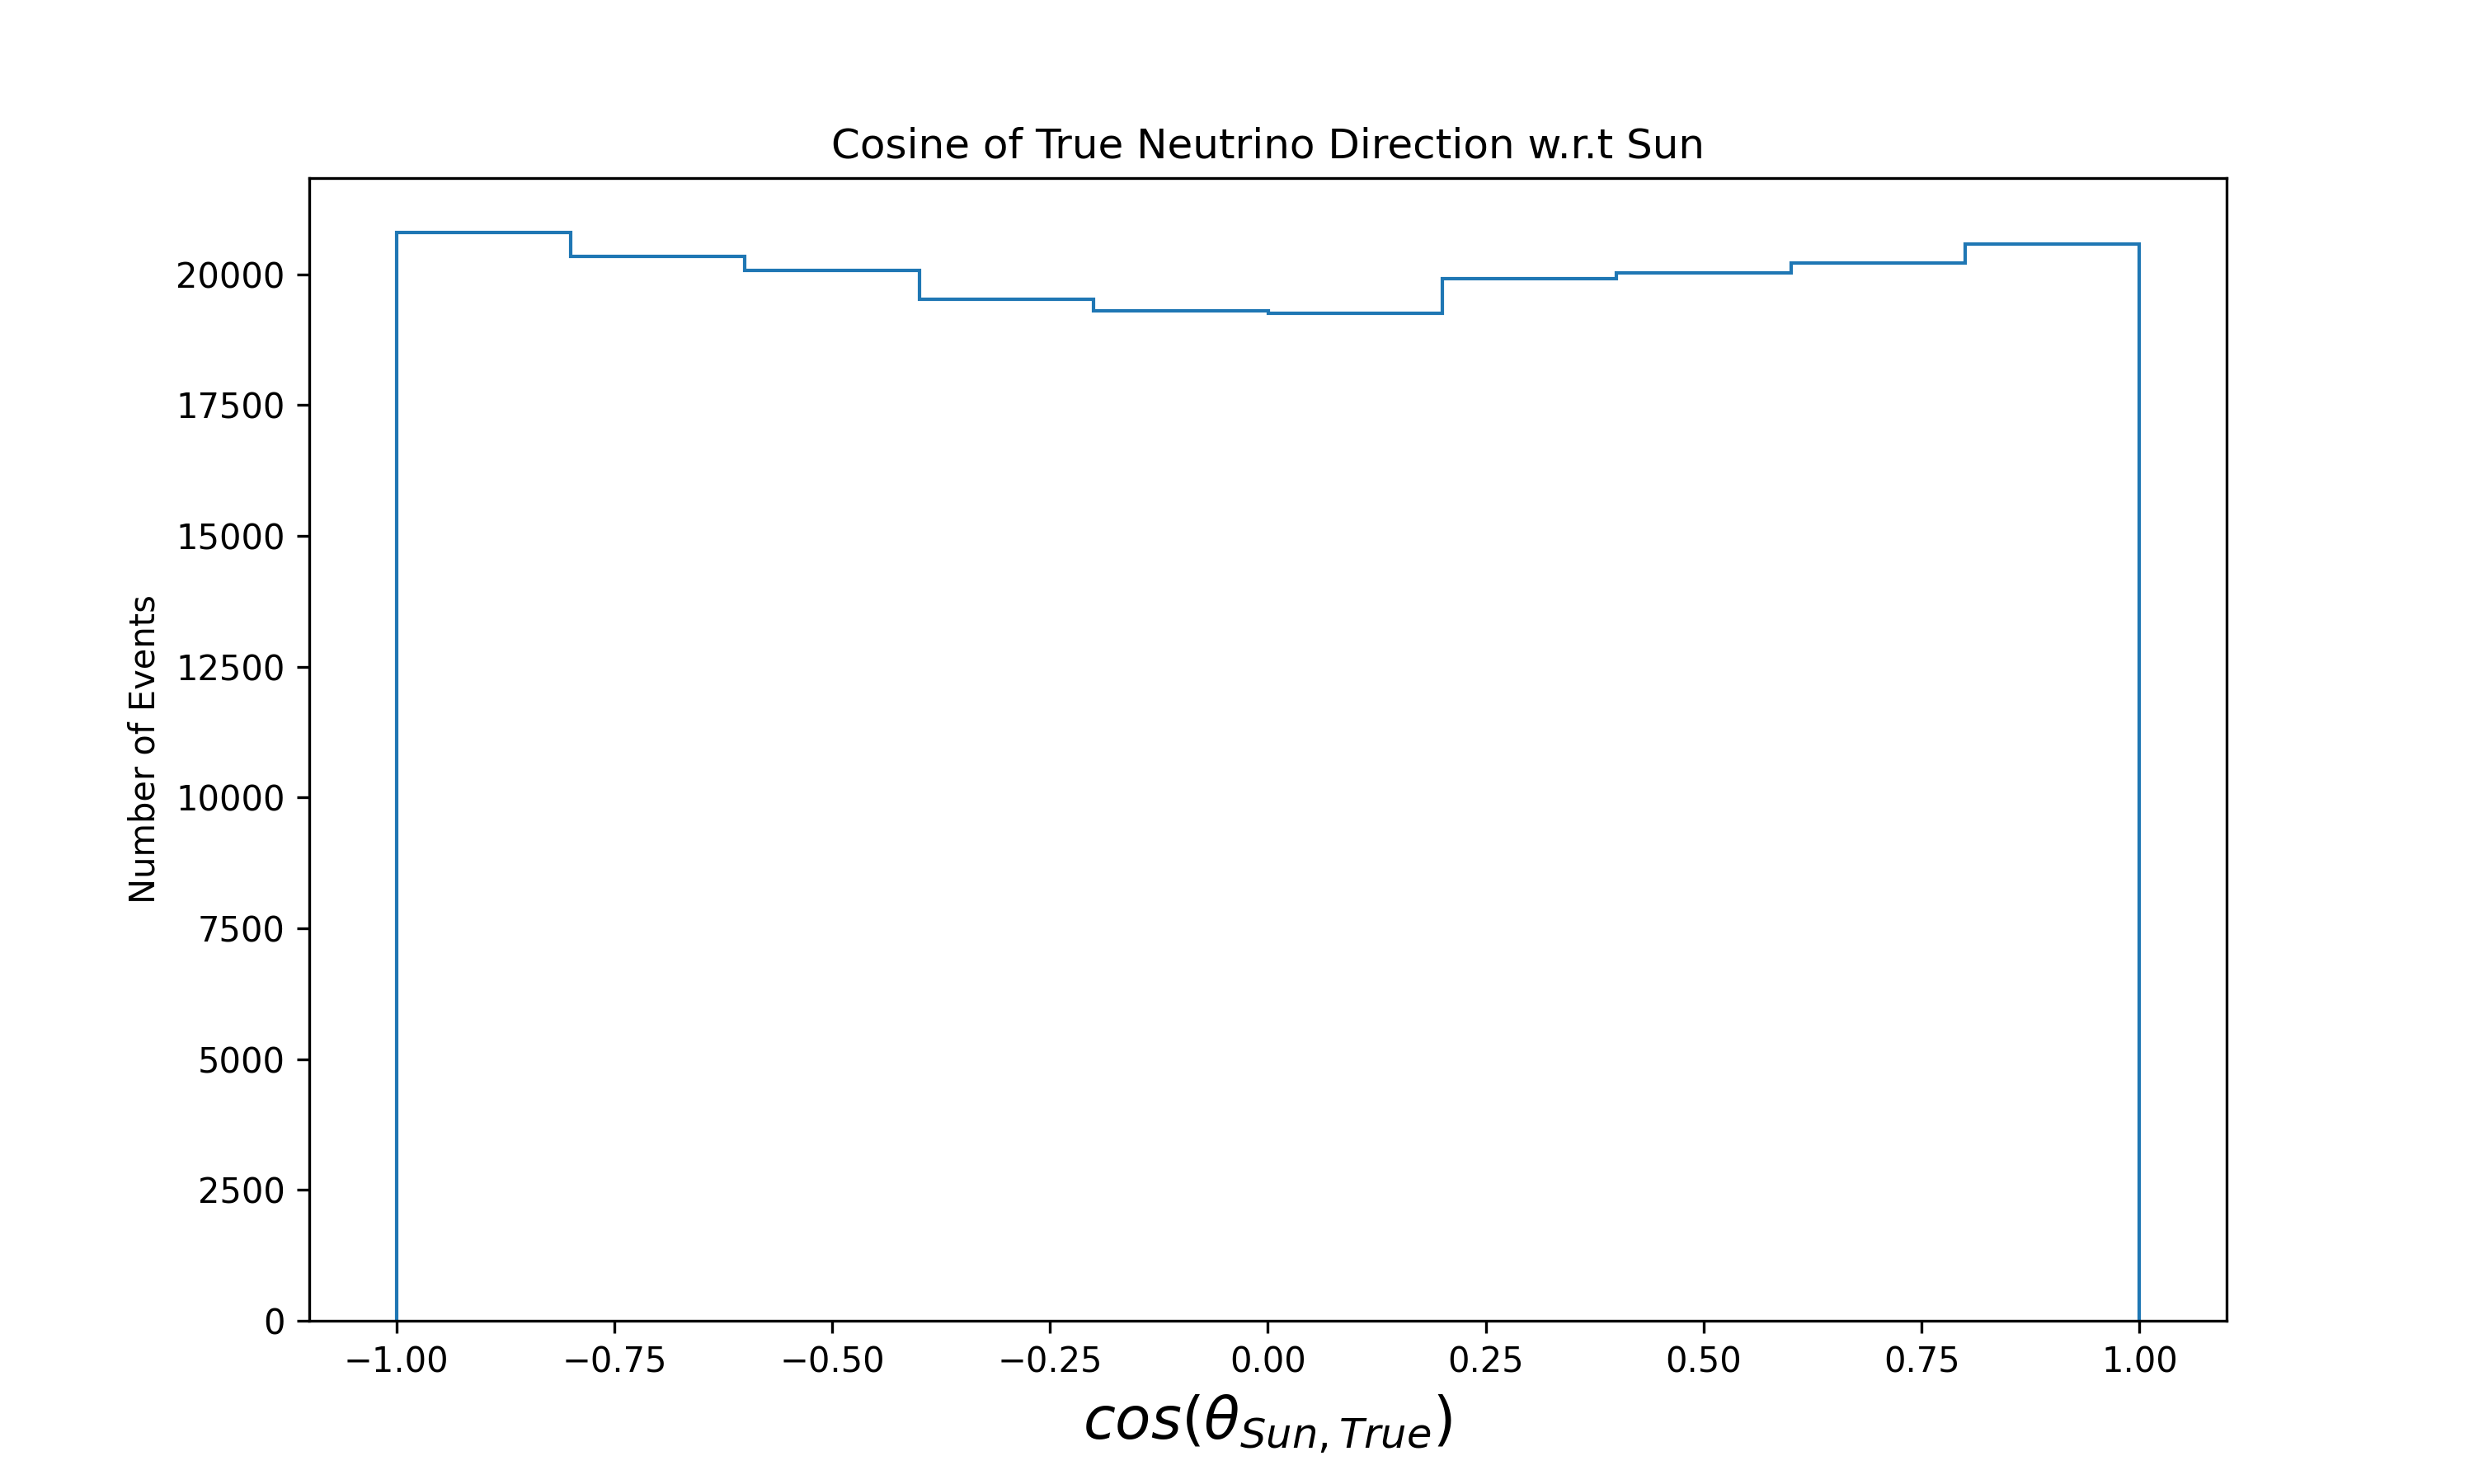 Cosine of True Neutrino Direction w.r.t Sun
Number of Events
20000
17500
15000
12500
10000
7500
5000
2500
0
−1.00 −0.75 −0.50 −0.25 0.00 0.25 0.50 0.75 1.00
cos(θ_{Sun, True})